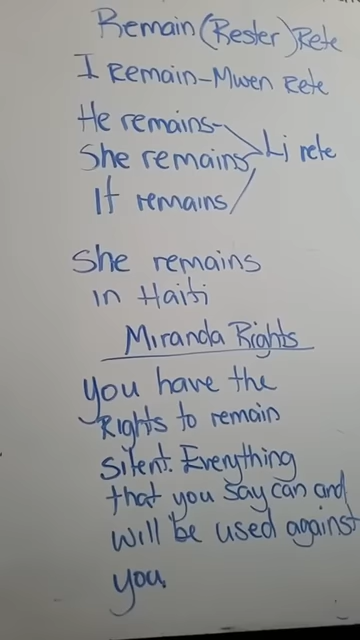 Remain (Rester) Rete
I Remain - Mwen Rete
He remains
She remains, Li rete
It remains
She remains
in Haiti
Miranda Rights
You have the
Rights to remain
silent. Everything
that you say can and
will be used against
you.